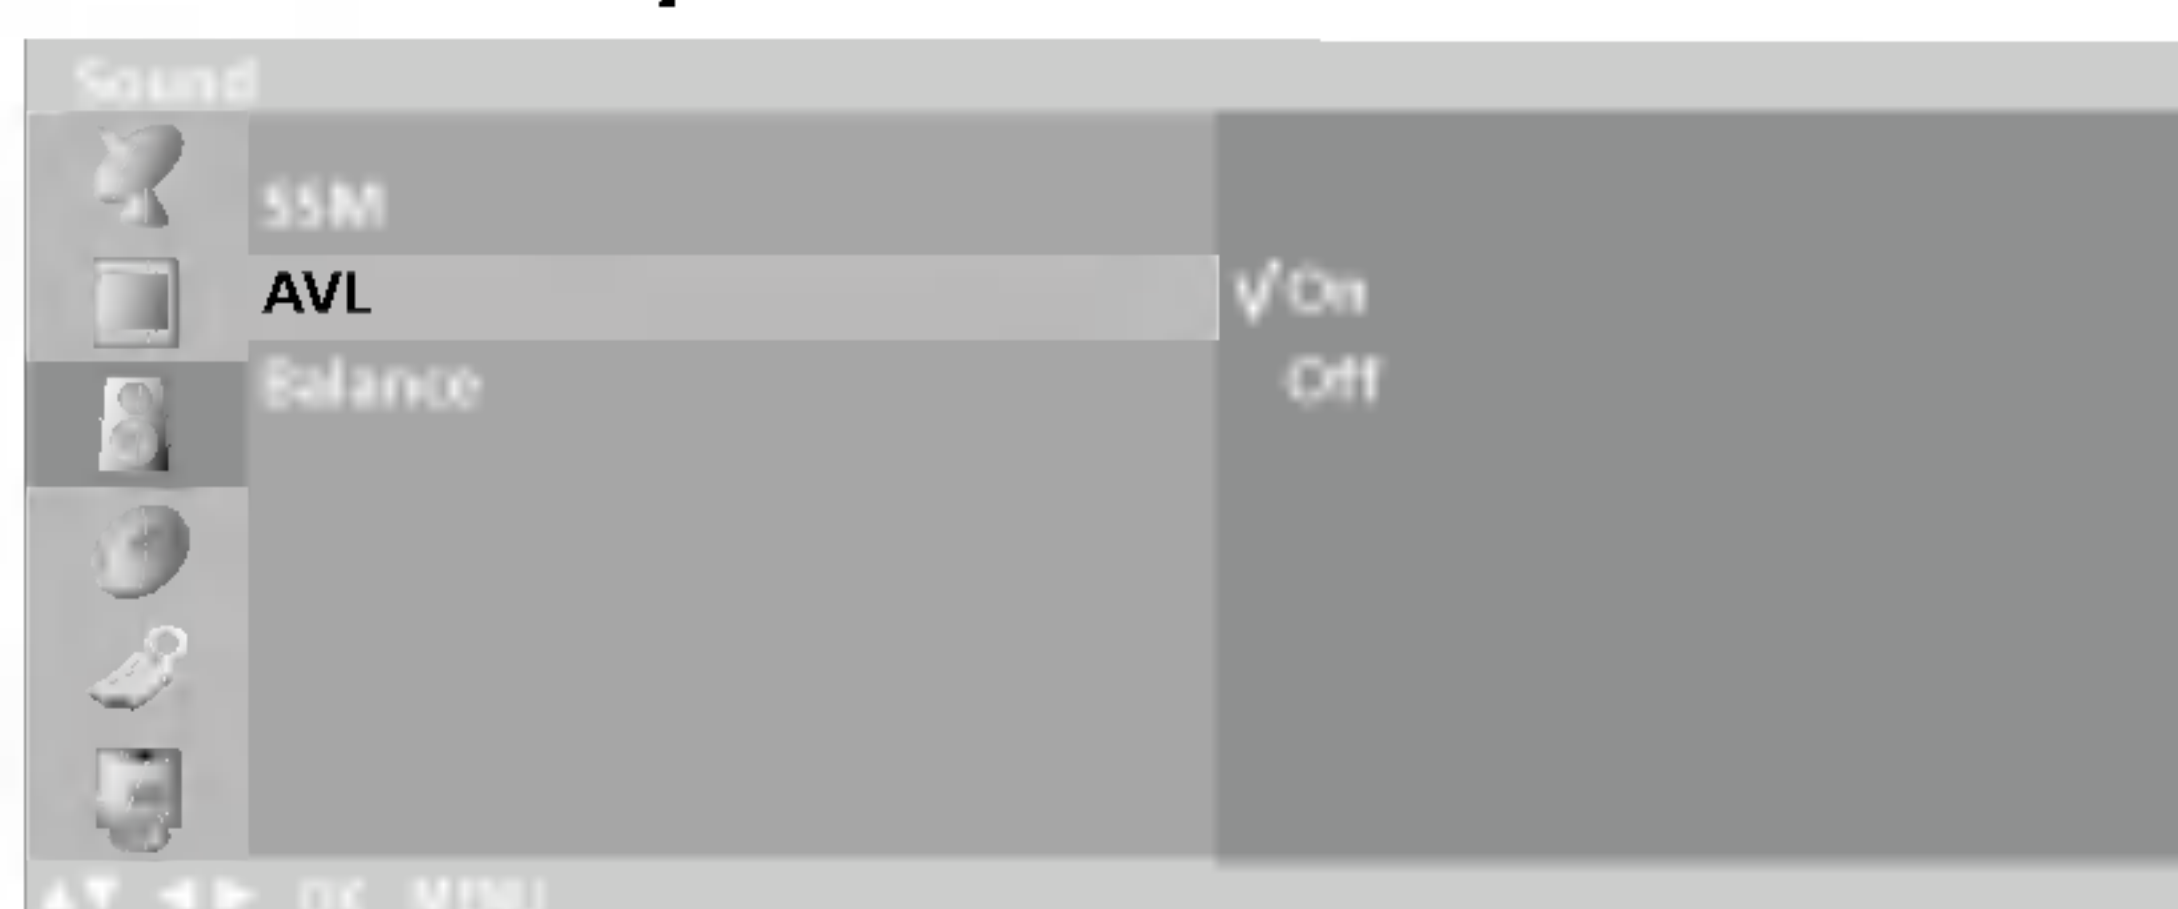 Sound
SSM
AVL
√ On
Balance
Off
▲▼ ◀▶ OK MENU